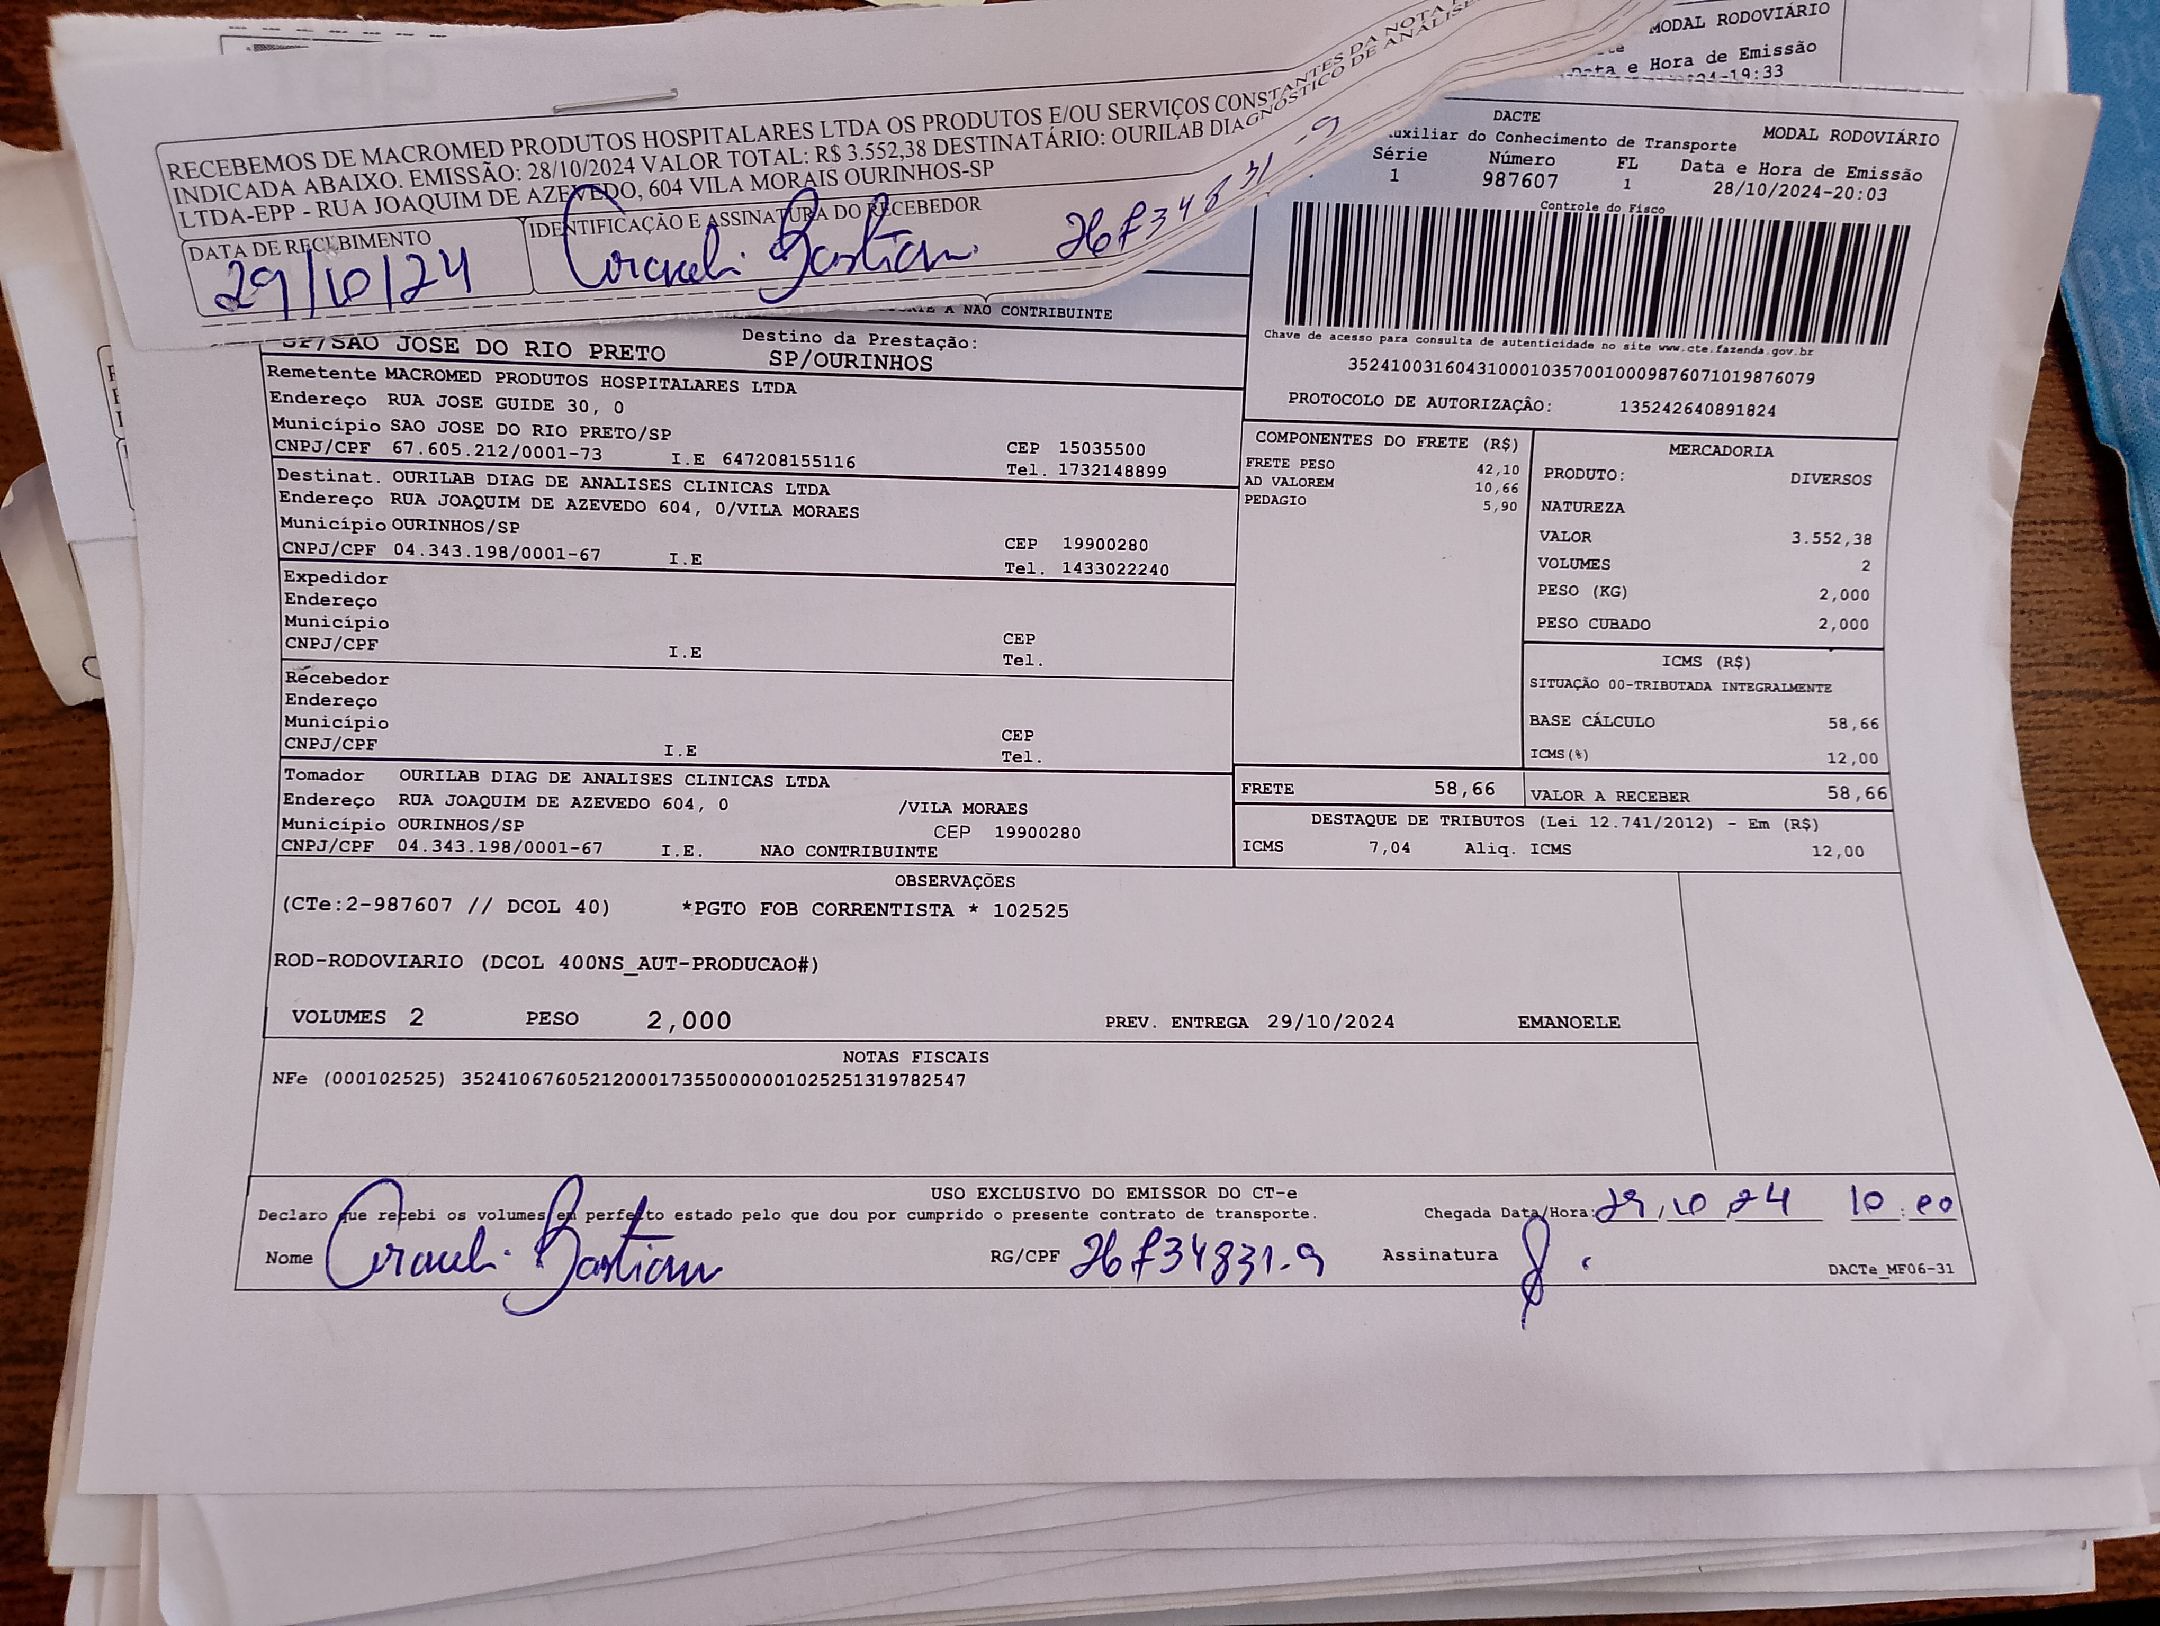 MODAL RODOVIÁRIO
Data e Hora de Emissão
19:33
RECEBEMOS DE MACROMED PRODUTOS HOSPITALARES LTDA OS PRODUTOS E/OU SERVIÇOS CONSTANTES DA NOTA
INDICADA ABAIXO. EMISSÃO: 28/10/2024 VALOR TOTAL: R$ 3.552,38 DESTINATÁRIO: OURILAB DIAGNOSTICO DE ANALISE
LTDA-EPP - RUA JOAQUIM DE AZEVEDO, 604 VILA MORAIS OURINHOS-SP
DATA DE RECEBIMENTO
29/10/24
IDENTIFICAÇÃO E ASSINATURA DO RECEBEDOR
DACTE
Auxiliar do Conhecimento de Transporte
MODAL RODOVIÁRIO
Série Número FL Data e Hora de Emissão
1 987607 1 28/10/2024-20:03
Controle do Fisco
Chave de acesso para consulta de autenticidade no site www.cte.fazenda.gov.br
35241003160431000103570010009876071019876079
PROTOCOLO DE AUTORIZAÇÃO: 135242640891824
A NAO CONTRIBUINTE
SP/SAO JOSE DO RIO PRETO
Destino da Prestação:
SP/OURINHOS
Remetente MACROMED PRODUTOS HOSPITALARES LTDA
Endereço RUA JOSE GUIDE 30, 0
Município SAO JOSE DO RIO PRETO/SP
CEP 15035500
CNPJ/CPF 67.605.212/0001-73 I.E 647208155116
Tel. 1732148899
Destinat. OURILAB DIAG DE ANALISES CLINICAS LTDA
Endereço RUA JOAQUIM DE AZEVEDO 604, 0/VILA MORAES
Município OURINHOS/SP
CEP 19900280
CNPJ/CPF 04.343.198/0001-67 I.E
Tel. 1433022240
Expedidor
Endereço
Município
CEP
CNPJ/CPF I.E
Tel.
Recebedor
Endereço
Município
CEP
CNPJ/CPF I.E
Tel.
Tomador OURILAB DIAG DE ANALISES CLINICAS LTDA
Endereço RUA JOAQUIM DE AZEVEDO 604, 0 /VILA MORAES
Município OURINHOS/SP CEP 19900280
CNPJ/CPF 04.343.198/0001-67 I.E. NAO CONTRIBUINTE
COMPONENTES DO FRETE (R$)
FRETE PESO 42,10
AD VALOREM 10,66
PEDAGIO 5,90
MERCADORIA
PRODUTO: DIVERSOS
NATUREZA
VALOR 3.552,38
VOLUMES 2
PESO (KG) 2,000
PESO CUBADO 2,000
ICMS (R$)
SITUAÇÃO 00-TRIBUTADA INTEGRALMENTE
BASE CÁLCULO 58,66
ICMS(%) 12,00
FRETE 58,66
VALOR A RECEBER 58,66
DESTAQUE DE TRIBUTOS (Lei 12.741/2012) - Em (R$)
ICMS 7,04 Aliq. ICMS 12,00
OBSERVAÇÕES
(CTe:2-987607 // DCOL 40) *PGTO FOB CORRENTISTA * 102525
ROD-RODOVIARIO (DCOL 400NS_AUT-PRODUCAO#)
VOLUMES 2 PESO 2,000 PREV. ENTREGA 29/10/2024 EMANOELE
NOTAS FISCAIS
NFe (000102525) 35241067605212000173550000001025251319782547
USO EXCLUSIVO DO EMISSOR DO CT-e
Declaro que recebi os volumes em perfeito estado pelo que dou por cumprido o presente contrato de transporte.
Chegada Data/Hora: 29/10/24 10:00
Nome
RG/CPF
Assinatura
DACTe_MF06-31